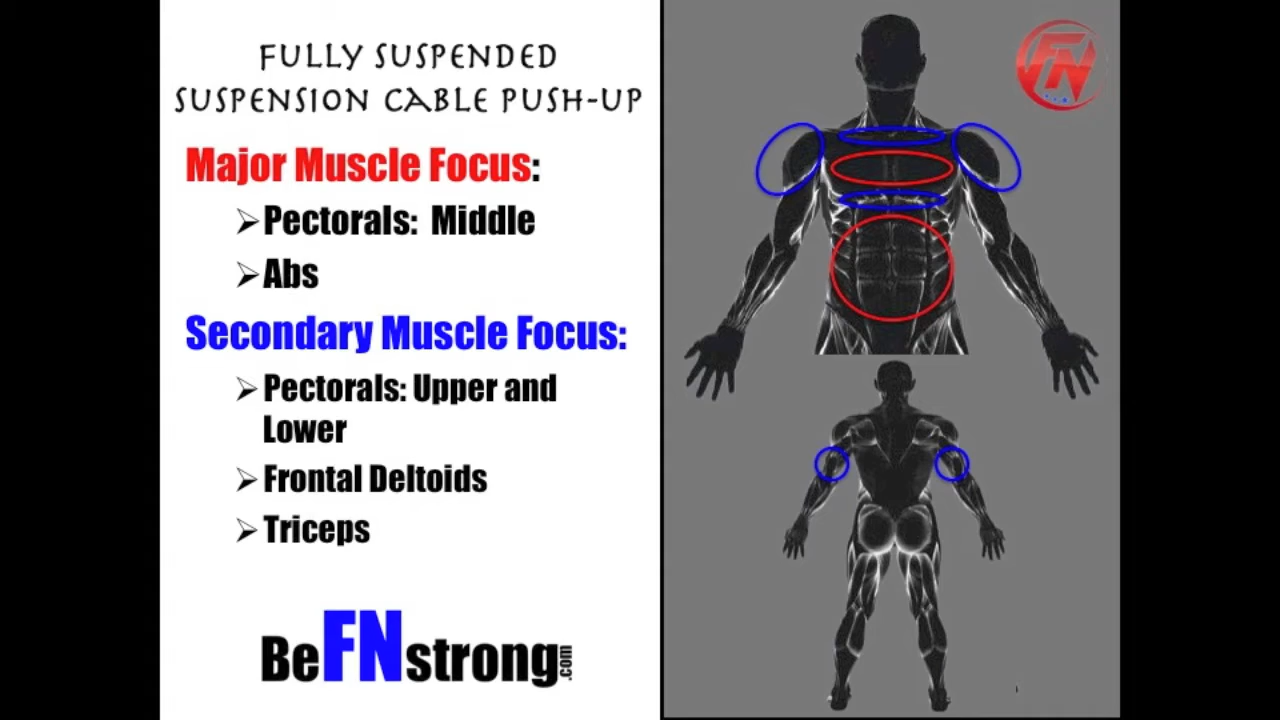 FULLY SUSPENDED
SUSPENSION CABLE PUSH-UP
Major Muscle Focus:
Pectorals: Middle
Abs
Secondary Muscle Focus:
Pectorals: Upper and
Lower
Frontal Deltoids
Triceps
BeFNstrong.com
FN